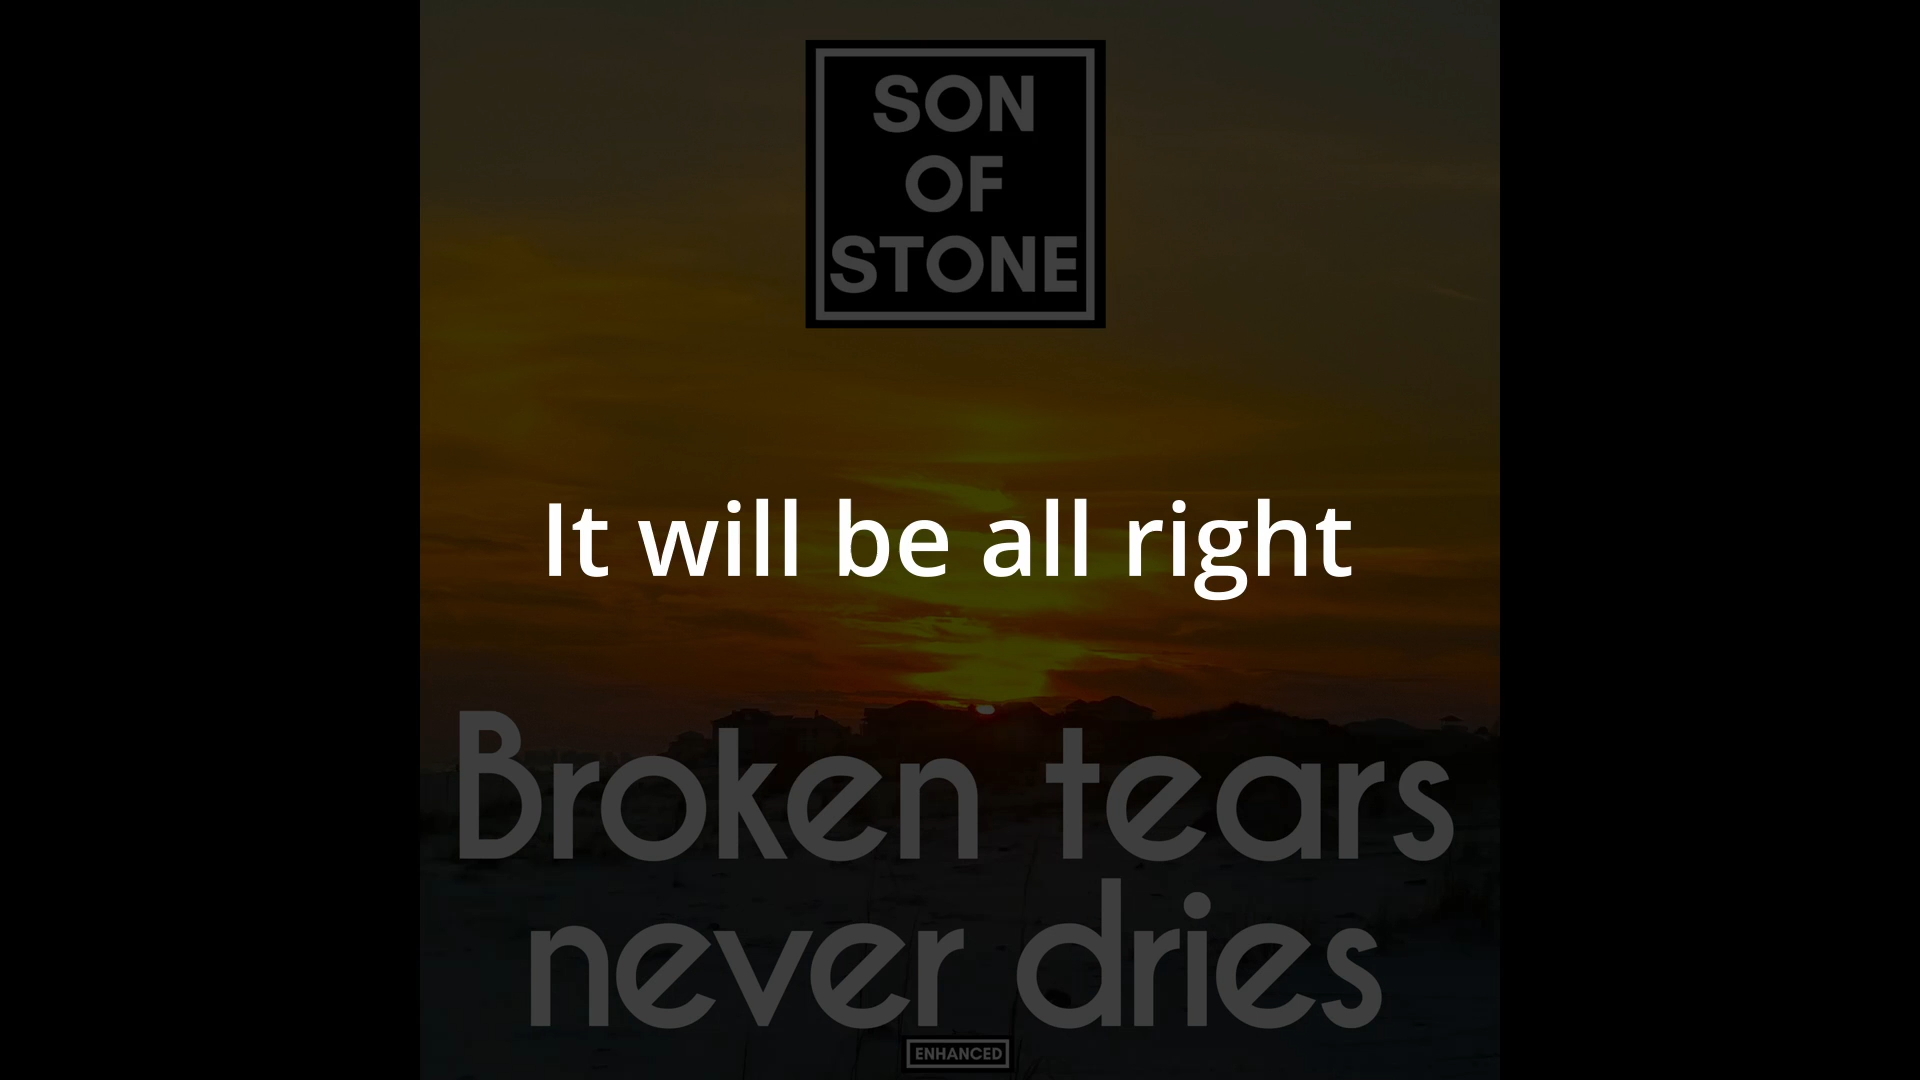 SON
OF
STONE
It will be all right
Broken tears
never dries
ENHANCED